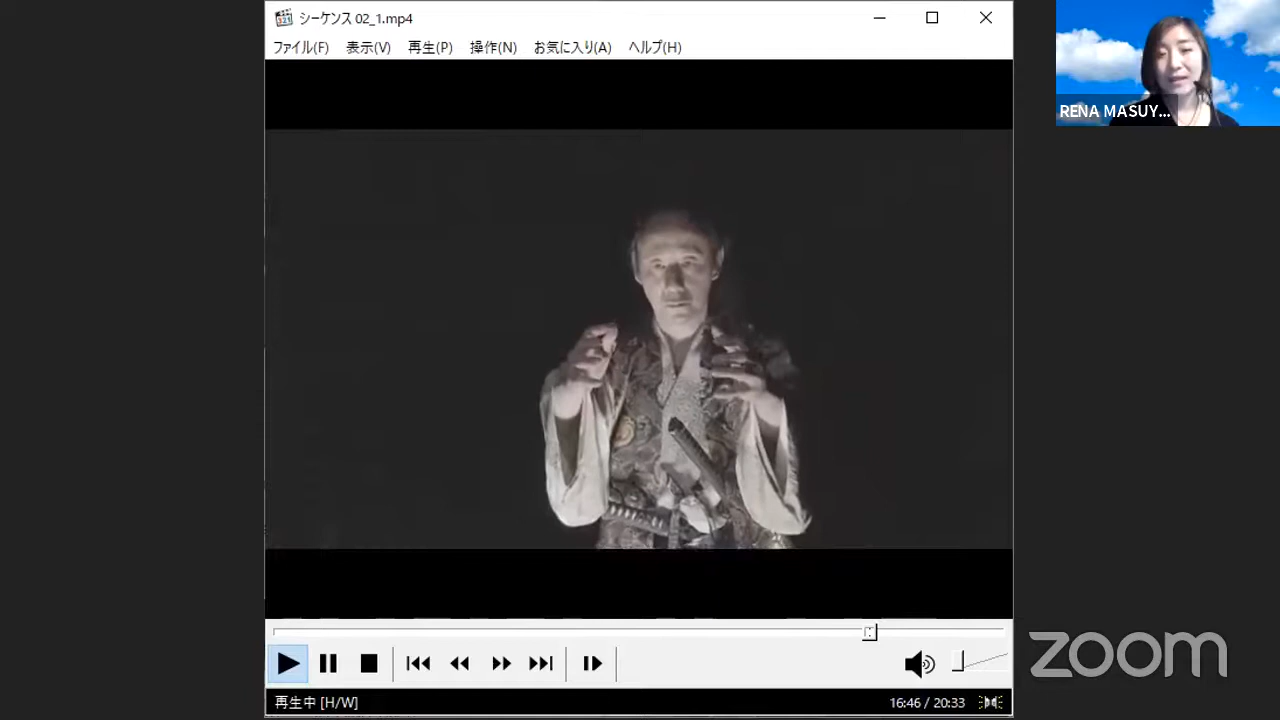 シーケンス 02_1.mp4
ファイル(F) 表示(V) 再生(P) 操作(N) お気に入り(A) ヘルプ(H)
RENA MASUY...
再生中 [H/W]
16:46 / 20:33
zoom